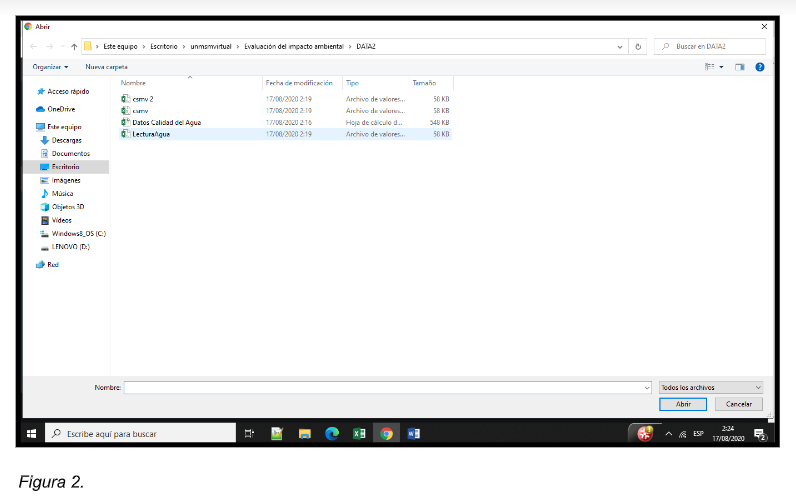 Abrir
Este equipo > Escritorio > unmsmvirtual > Evaluación del impacto ambiental > DATA2
Buscar en DATA2
Organizar
Nueva carpeta
Nombre Fecha de modificación Tipo Tamaño
Acceso rápido
OneDrive
Este equipo
Descargas
Documentos
Escritorio
Imágenes
Música
Objetos 3D
Vídeos
Windows8_OS (C:)
LENOVO (D:)
Red
csmv 2 17/08/2020 2:19 Archivo de valores... 58 KB
csmv 17/08/2020 2:19 Archivo de valores... 58 KB
Datos Calidad del Agua 17/08/2020 2:16 Hoja de cálculo d... 548 KB
LecturaAgua 17/08/2020 2:19 Archivo de valores... 58 KB
Nombre:
Todos los archivos
Abrir
Cancelar
Escribe aquí para buscar
ESP
2:24
17/08/2020
2
Figura 2.